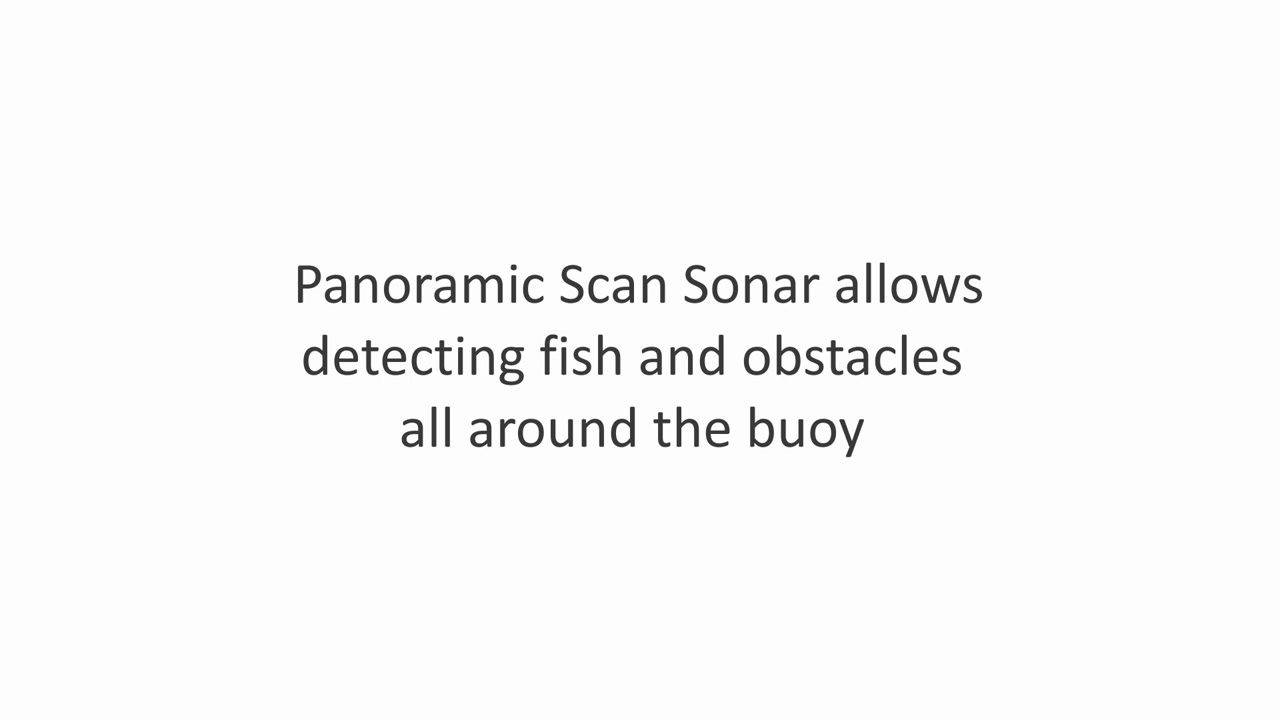 Panoramic Scan Sonar allows
detecting fish and obstacles
all around the buoy